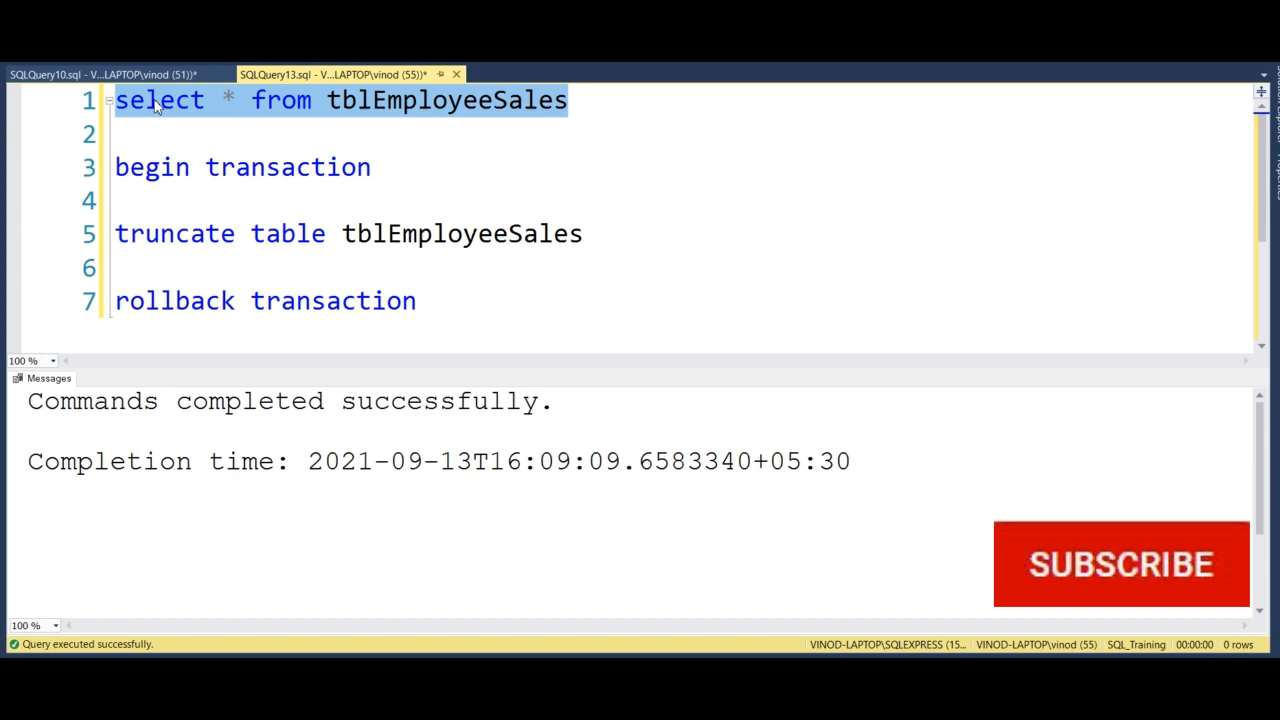 SQLQuery10.sql - V...LAPTOP\vinod (51))*
SQLQuery13.sql - V...LAPTOP\vinod (55))*
1 select * from tblEmployeeSales
2
3 begin transaction
4
5 truncate table tblEmployeeSales
6
7 rollback transaction
100 %
Messages
Commands completed successfully.
Completion time: 2021-09-13T16:09:09.6583340+05:30
SUBSCRIBE
100 %
Query executed successfully.
VINOD-LAPTOP\SQLEXPRESS (15... VINOD-LAPTOP\vinod (55) SQL_Training 00:00:00 0 rows